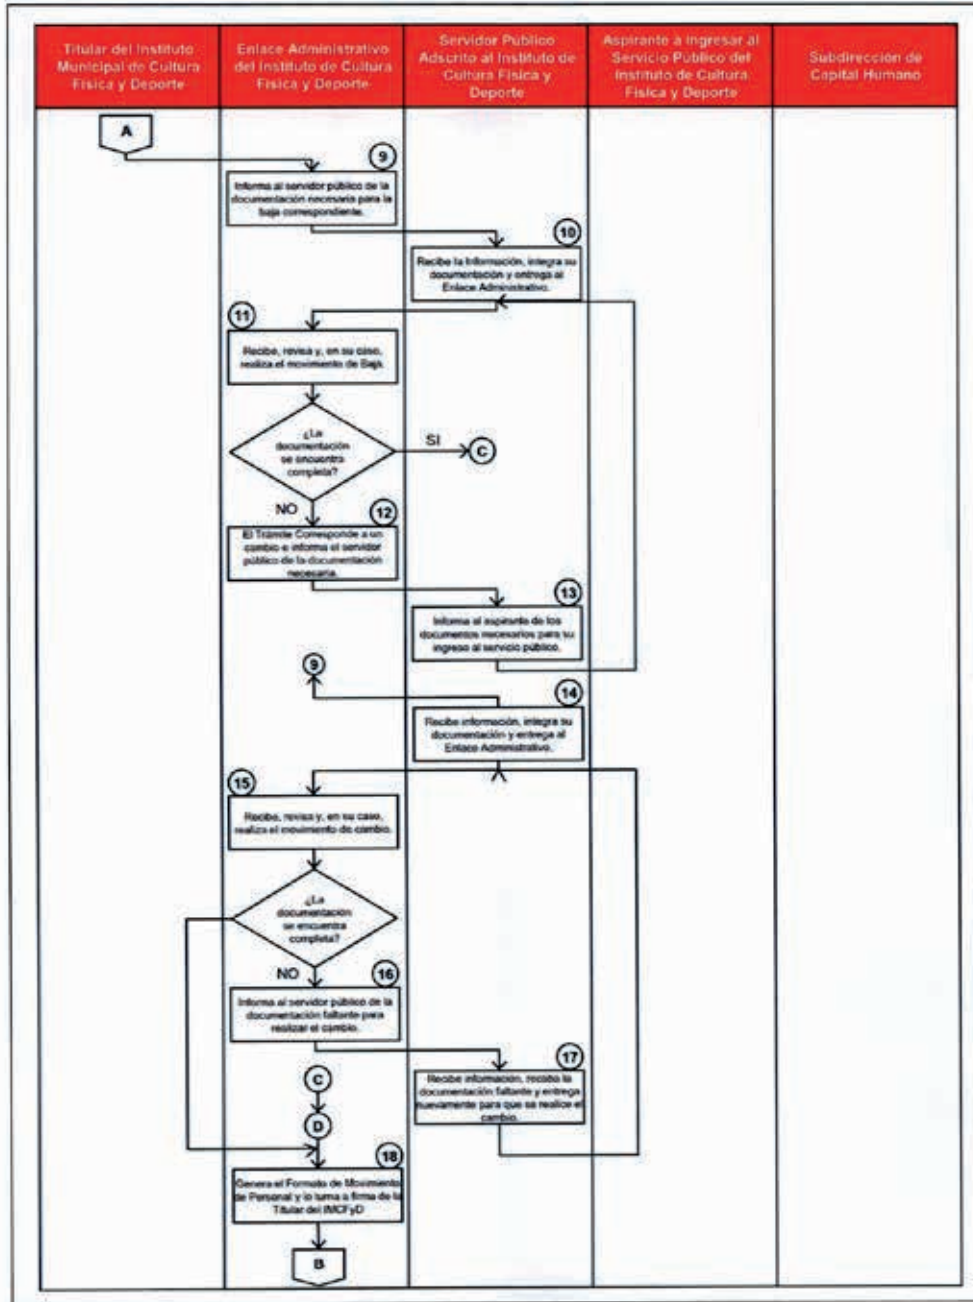 Titular del Instituto
Municipal de Cultura
Física y Deporte
Enlace Administrativo
del Instituto de Cultura
Física y Deporte
Servidor Público
Adscrito al Instituto de
Cultura Física y
Deporte
Aspirante a Ingresar al
Servicio Público del
Instituto de Cultura
Física y Deporte
Subdirección de
Capital Humano
A
9
Informa al servidor público de la
documentación necesaria para la
baja correspondiente.
10
Recibe la Información, integra su
documentación y entrega al
Enlace Administrativo.
11
Recibe, revisa y, en su caso,
realiza el movimiento de Baja.
¿La
documentación
se encuentra
completa?
SI
C
NO
12
El Trámite Corresponde a un
cambio e informa el servidor
público de la documentación
necesaria.
13
Informa al aspirante de los
documentos necesarios para su
ingreso al servicio público.
9
14
Recibe información, integra su
documentación y entrega al
Enlace Administrativo.
15
Recibe, revisa y, en su caso,
realiza el movimiento de cambio.
¿La
documentación
se encuentra
completa?
NO
16
Informa al servidor público de la
documentación faltante para
realizar el cambio.
17
Recibe información, recaba la
documentación faltante y entrega
nuevamente para que se realice el
cambio.
C
D
18
Genera el Formato de Movimiento
de Personal y lo turna a firma de la
Titular del IMCFyD
B